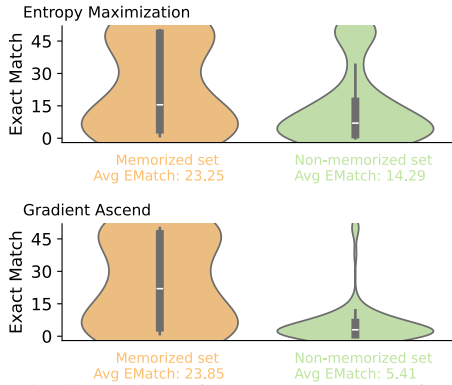 Entropy Maximization
45
30
15
0
Exact Match
Memorized set
Avg EMatch: 23.25
Non-memorized set
Avg EMatch: 14.29
Gradient Ascend
45
30
15
0
Exact Match
Memorized set
Avg EMatch: 23.85
Non-memorized set
Avg EMatch: 5.41